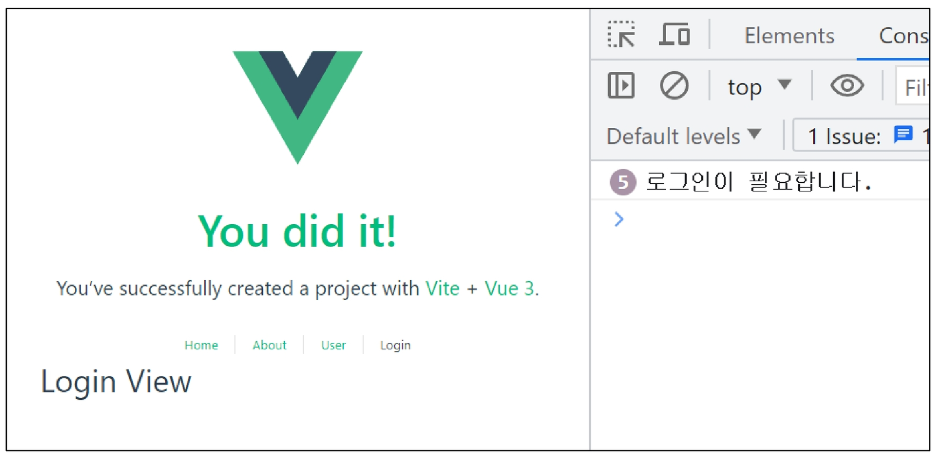 You did it!
You've successfully created a project with Vite + Vue 3.
Home About User Login
Login View
Elements Cons
top Filt
Default levels 1 Issue: 1
5 로그인이 필요합니다.